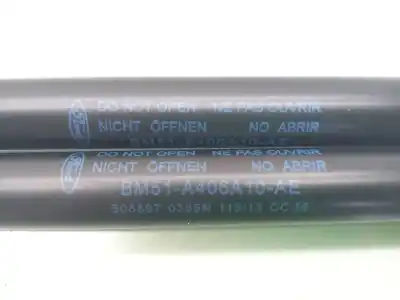 DO NOT OPEN NE PAS OUVRIR
NICHT ÖFFNEN NO ABRIR
DO NOT OPEN NE PAS OUVRIR
NICHT ÖFFNEN NO ABRIR
BM51-A406A10-AE